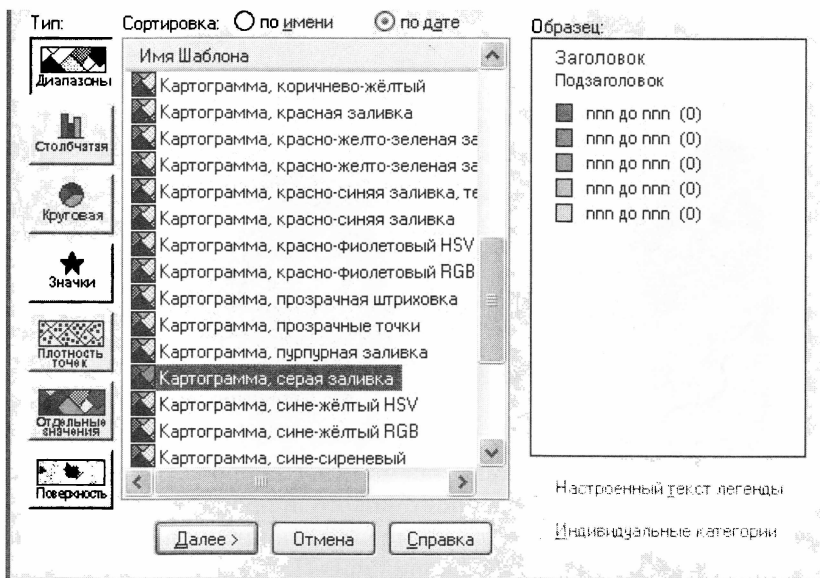 Тип:
Сортировка: по имени по дате
Диапазоны
Столбчатая
Круговая
Значки
Плотность точек
Отдельные значения
Поверхность
Имя Шаблона
Картограмма, коричнево-жёлтый
Картограмма, красная заливка
Картограмма, красно-желто-зеленая за
Картограмма, красно-желто-зеленая за
Картограмма, красно-синяя заливка, те
Картограмма, красно-синяя заливка
Картограмма, красно-фиолетовый HSV
Картограмма, красно-фиолетовый RGB
Картограмма, прозрачная штриховка
Картограмма, прозрачные точки
Картограмма, пурпурная заливка
Картограмма, серая заливка
Картограмма, сине-жёлтый HSV
Картограмма, сине-жёлтый RGB
Картограмма, сине-сиреневый
Образец:
Заголовок
Подзаголовок
nnn до nnn (0)
nnn до nnn (0)
nnn до nnn (0)
nnn до nnn (0)
nnn до nnn (0)
Настроенный текст легенды
Индивидуальные категории
Далее >
Отмена
Справка